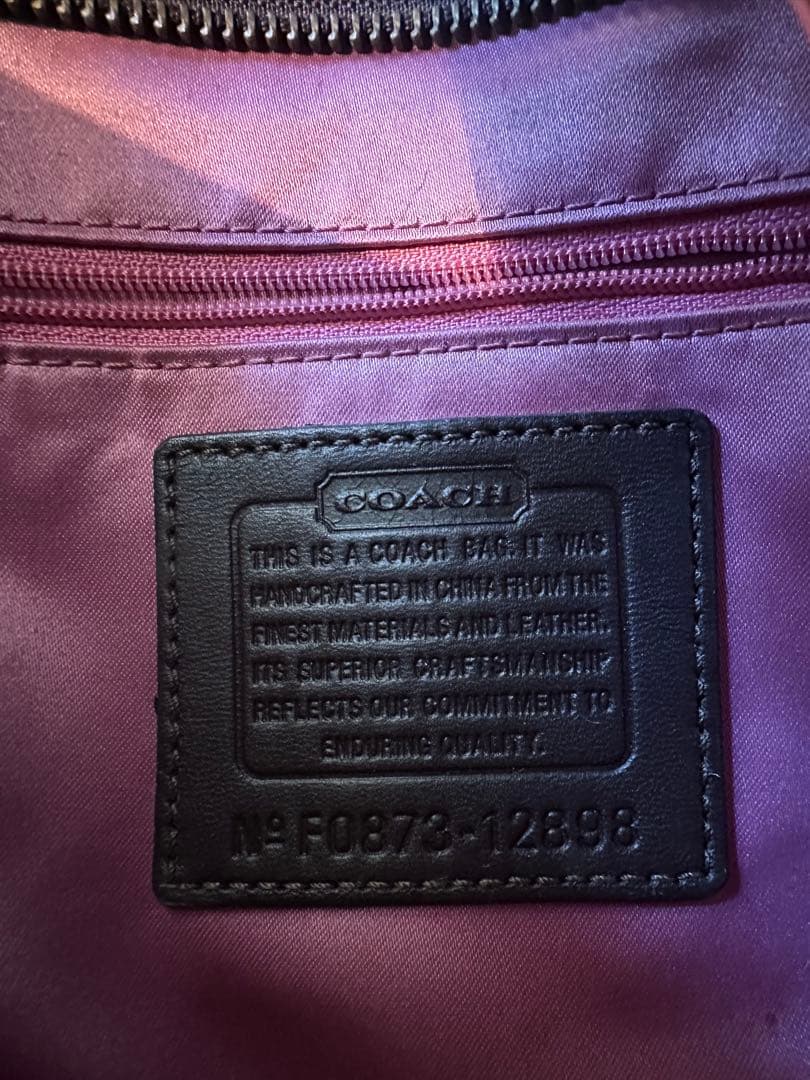 COACH
THIS IS A COACH BAG. IT WAS
HANDCRAFTED IN CHINA FROM THE
FINEST MATERIALS AND LEATHER.
ITS SUPERIOR CRAFTSMANSHIP
REFLECTS OUR COMMITMENT TO
ENDURING QUALITY.
Nº F0873-12898